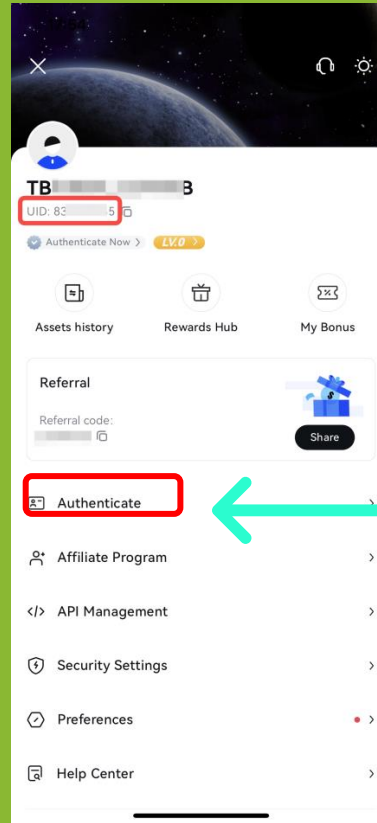 TB B
UID: 83 5
Authenticate Now > LV.0 >
Assets history Rewards Hub My Bonus
Referral
Referral code:
Share
Authenticate
Affiliate Program
</> API Management
Security Settings
Preferences
Help Center